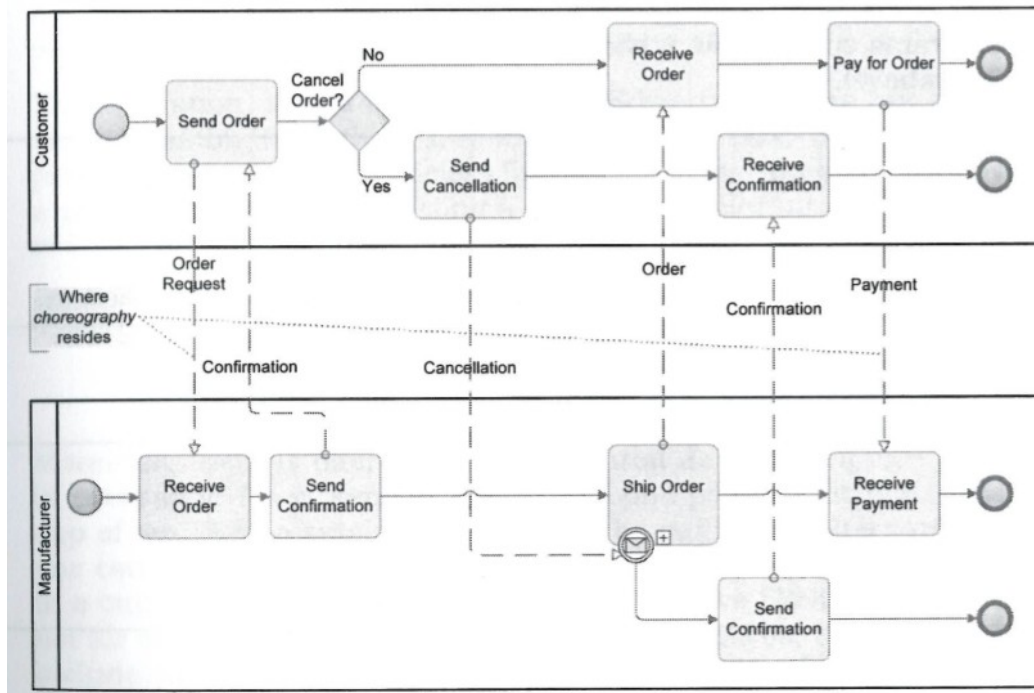 Customer
Send Order
Cancel
Order?
No
Yes
Receive
Order
Pay for Order
Send
Cancellation
Receive
Confirmation
Order
Request
Where
choreography
resides
Confirmation
Cancellation
Order
Confirmation
Payment
Manufacturer
Receive
Order
Send
Confirmation
Ship Order
Receive
Payment
Send
Confirmation